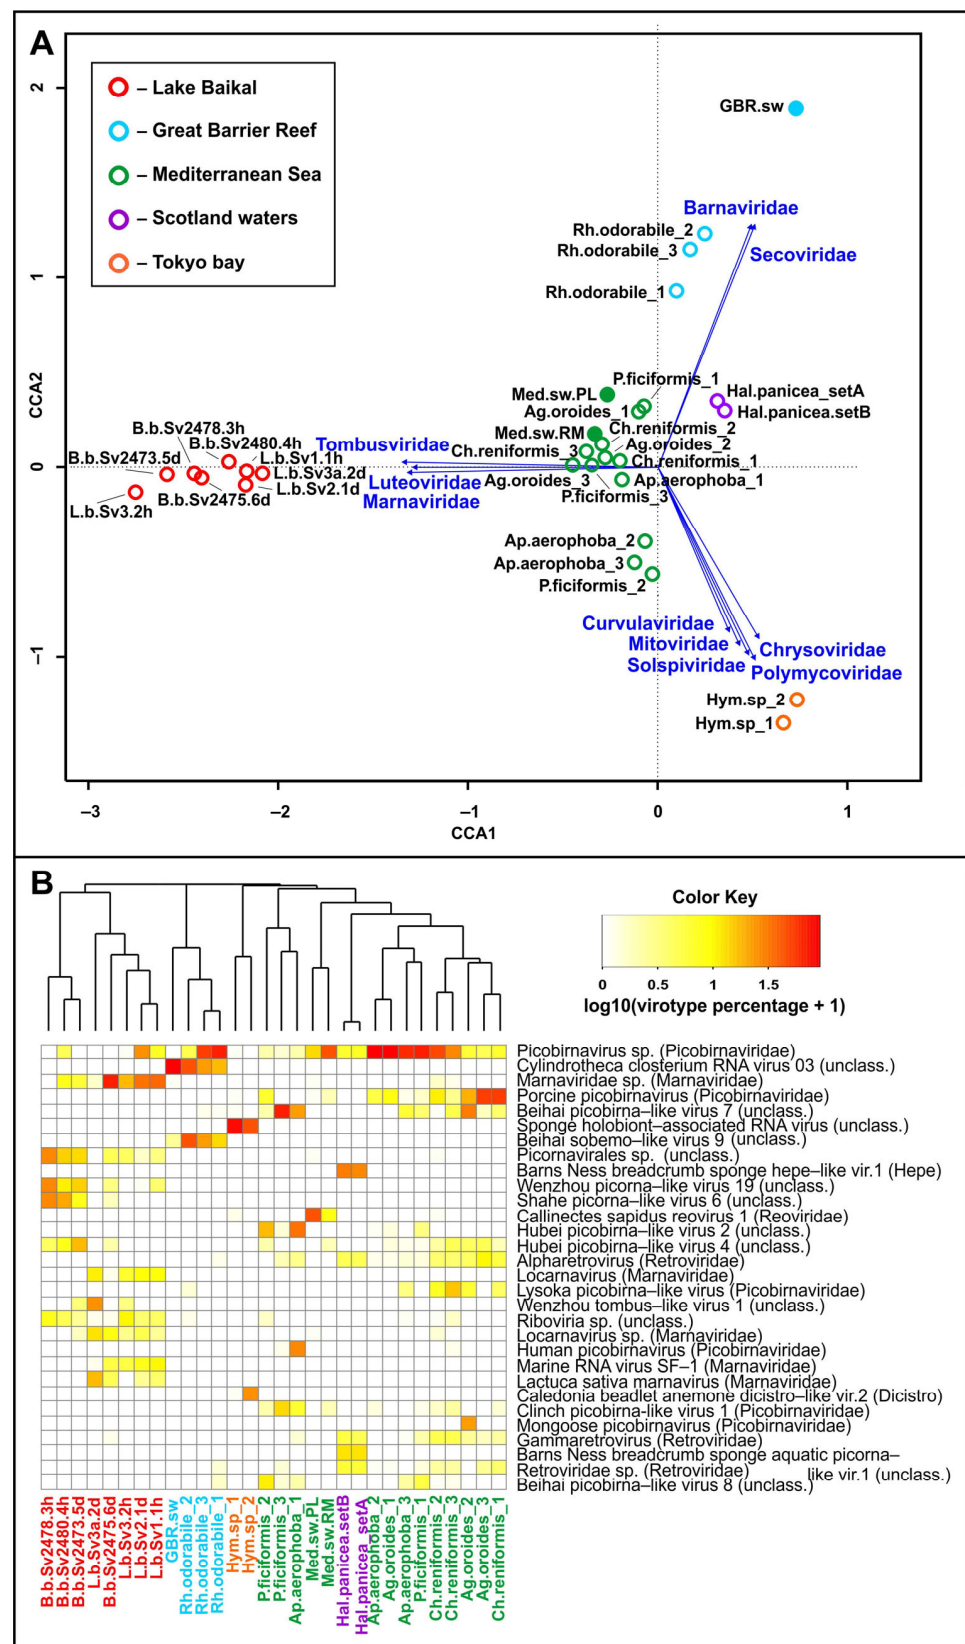 A
– Lake Baikal
– Great Barrier Reef
– Mediterranean Sea
– Scotland waters
– Tokyo bay
GBR.sw
Barnaviridae
Rh.odorabile_2
Rh.odorabile_3
Secoviridae
Rh.odorabile_1
P.ficiformis_1
Med.sw.PL
Hal.panicea_setA
Ag.oroides_1
Hal.panicea.setB
Med.sw.RM
Ch.reniformis_2
B.b.Sv2478.3h
B.b.Sv2480.4h
Tombusviridae
Ch.reniformis_3
Ag.oroides_2
B.b.Sv2473.5d
L.b.Sv1.1h
Ch.reniformis_1
L.b.Sv3a.2d
L.b.Sv2.1d
Luteoviridae
Ag.oroides_3
Ap.aerophoba_1
L.b.Sv3.2h
B.b.Sv2475.6d
Marnaviridae
P.ficiformis_3
Ap.aerophoba_2
Ap.aerophoba_3
P.ficiformis_2
Curvulaviridae
Mitoviridae
Chrysoviridae
Solspiviridae
Polymycoviridae
Hym.sp_2
Hym.sp_1
2
1
0
–1
CCA2
–3
–2
–1
0
1
CCA1
B
Color Key
0
0.5
1
1.5
log10(virotype percentage + 1)
Picobirnavirus sp. (Picobirnaviridae)
Cylindrotheca closterium RNA virus 03 (unclass.)
Marnaviridae sp. (Marnaviridae)
Porcine picobirnavirus (Picobirnaviridae)
Beihai picobirna–like virus 7 (unclass.)
Sponge holobiont–associated RNA virus (unclass.)
Beihai sobemo–like virus 9 (unclass.)
Picornavirales sp. (unclass.)
Barns Ness breadcrumb sponge hepe–like vir.1 (Hepe)
Wenzhou picorna–like virus 19 (unclass.)
Shahe picorna–like virus 6 (unclass.)
Callinectes sapidus reovirus 1 (Reoviridae)
Hubei picobirna–like virus 2 (unclass.)
Hubei picobirna–like virus 4 (unclass.)
Alpharetrovirus (Retroviridae)
Locarnavirus (Marnaviridae)
Lysoka picobirna–like virus (Picobirnaviridae)
Wenzhou tombus–like virus 1 (unclass.)
Riboviria sp. (unclass.)
Locarnavirus sp. (Marnaviridae)
Human picobirnavirus (Picobirnaviridae)
Marine RNA virus SF–1 (Marnaviridae)
Lactuca sativa marnavirus (Marnaviridae)
Caledonia beadlet anemone dicistro–like vir.2 (Dicistro)
Clinch picobirna-like virus 1 (Picobirnaviridae)
Mongoose picobirnavirus (Picobirnaviridae)
Gammaretrovirus (Retroviridae)
Barns Ness breadcrumb sponge aquatic picorna–
like vir.1 (unclass.)
Retroviridae sp. (Retroviridae)
Beihai picobirna–like virus 8 (unclass.)
B.b.Sv2478.3h
B.b.Sv2480.4h
B.b.Sv2473.5d
L.b.Sv3a.2d
B.b.Sv2475.6d
L.b.Sv3.2h
L.b.Sv2.1d
L.b.Sv1.1h
GBR.sw
Rh.odorabile_2
Rh.odorabile_3
Rh.odorabile_1
Hym.sp_1
Hym.sp_2
P.ficiformis_2
P.ficiformis_3
Ap.aerophoba_1
Med.sw.PL
Med.sw.RM
Hal.panicea.setB
Hal.panicea_setA
Ap.aerophoba_2
Ag.oroides_1
Ap.aerophoba_3
P.ficiformis_1
Ch.reniformis_2
Ch.reniformis_3
Ag.oroides_2
Ag.oroides_3
Ch.reniformis_1